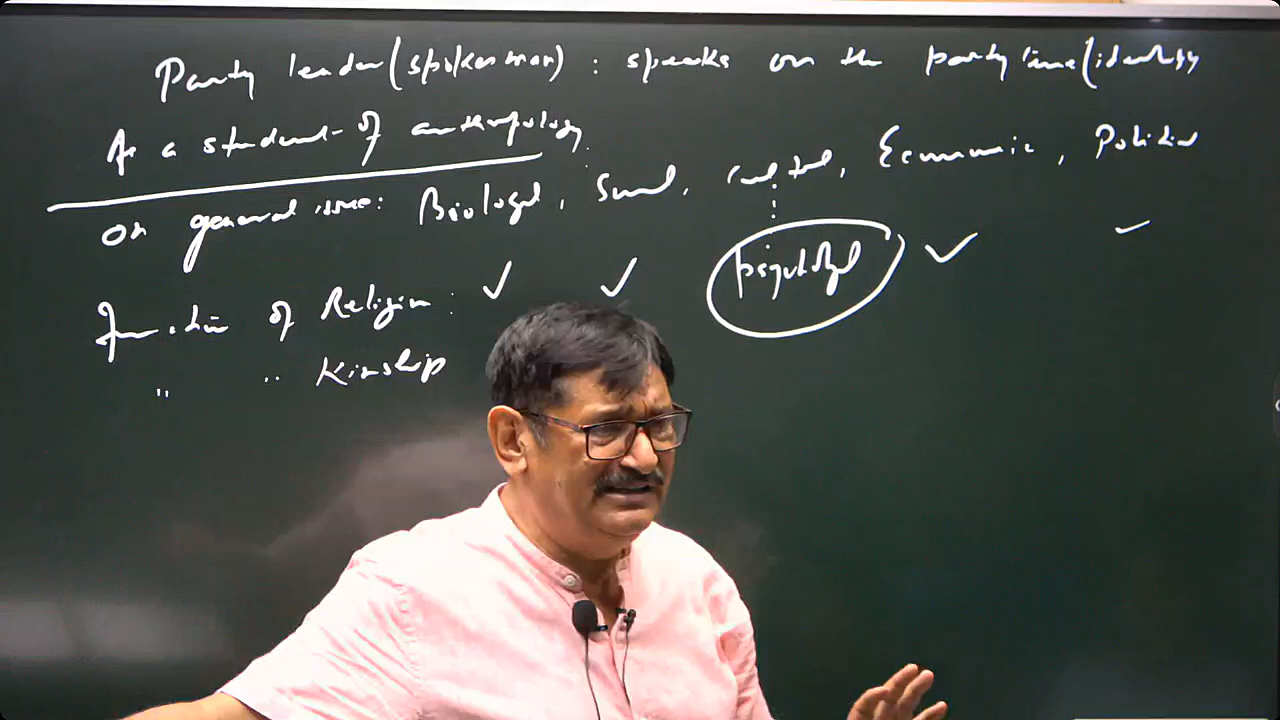 Party leader (spokesman) : speaks on the party line (ideology
As a student of anthropology.
On general issue: Biological, Social, cultural, Economic, Political
psychological ✓ ✓
Function of Religion : ✓ ✓
" " Kinship